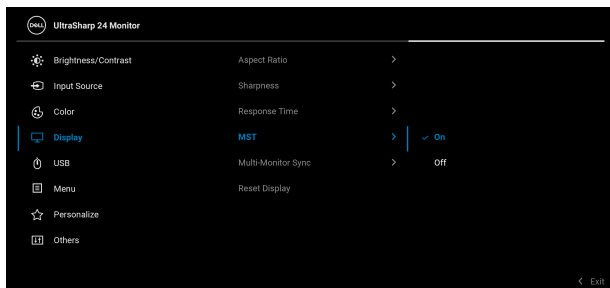 DELL UltraSharp 24 Monitor
Brightness/Contrast
Input Source
Color
Display
USB
Menu
Personalize
Others
Aspect Ratio
Sharpness
Response Time
MST
Multi-Monitor Sync
Reset Display
On
Off
Exit